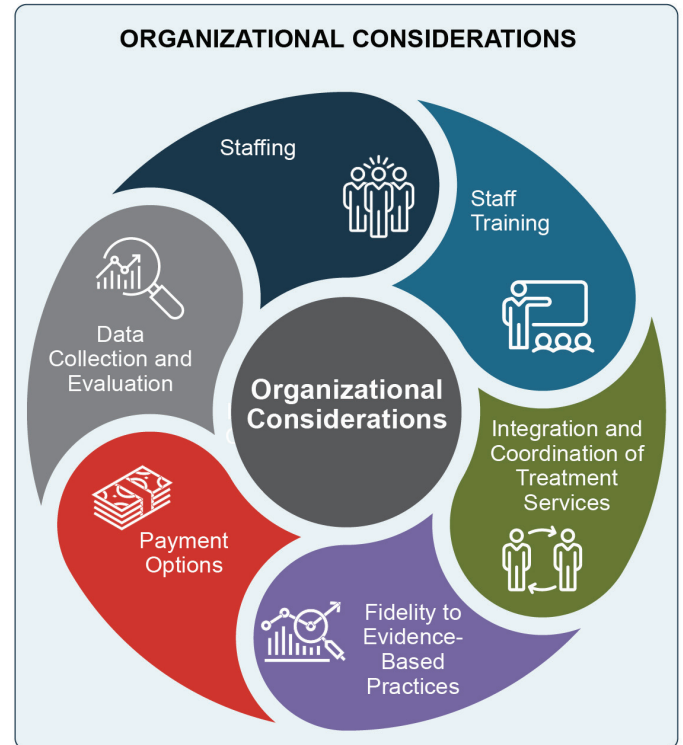 ORGANIZATIONAL CONSIDERATIONS
Staffing
Staff
Training
Integration and
Coordination of
Treatment
Services
Fidelity to
Evidence-
Based
Practices
Payment
Options
Data
Collection and
Evaluation
Organizational
Considerations